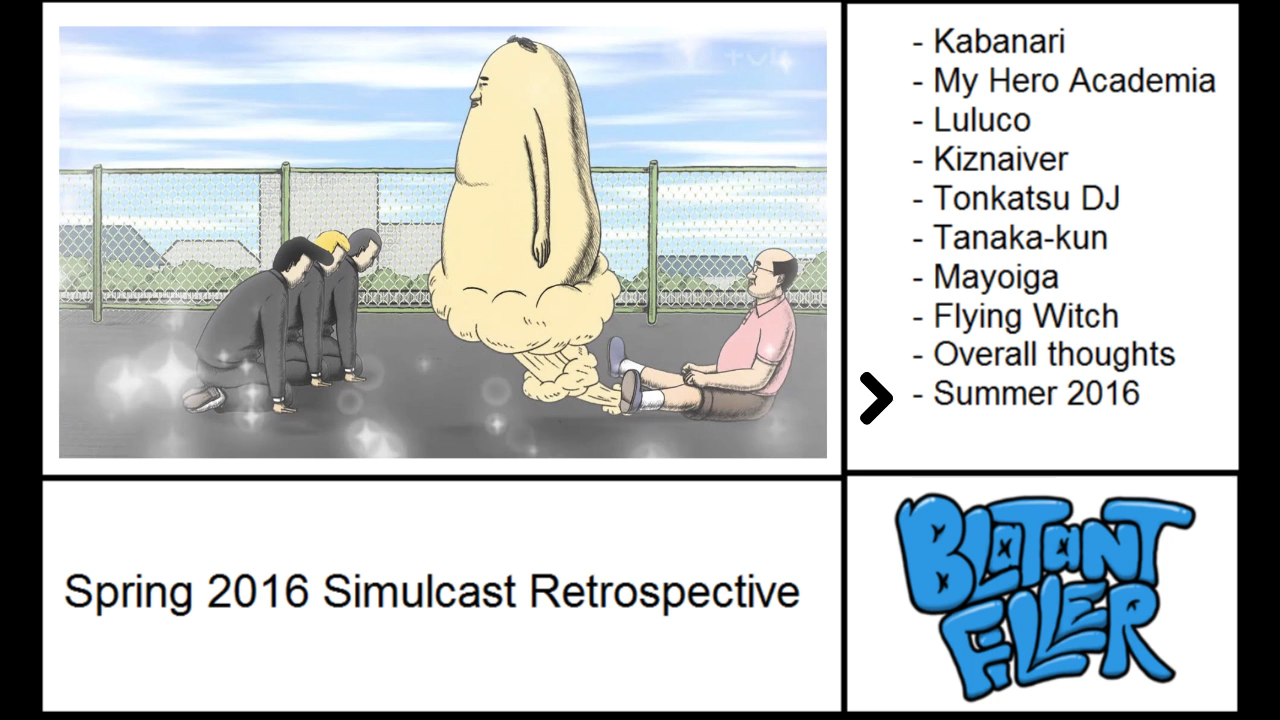 tvk
- Kabanari
- My Hero Academia
- Luluco
- Kiznaiver
- Tonkatsu DJ
- Tanaka-kun
- Mayoiga
- Flying Witch
- Overall thoughts
- Summer 2016
Spring 2016 Simulcast Retrospective
BLATANT
FILLER